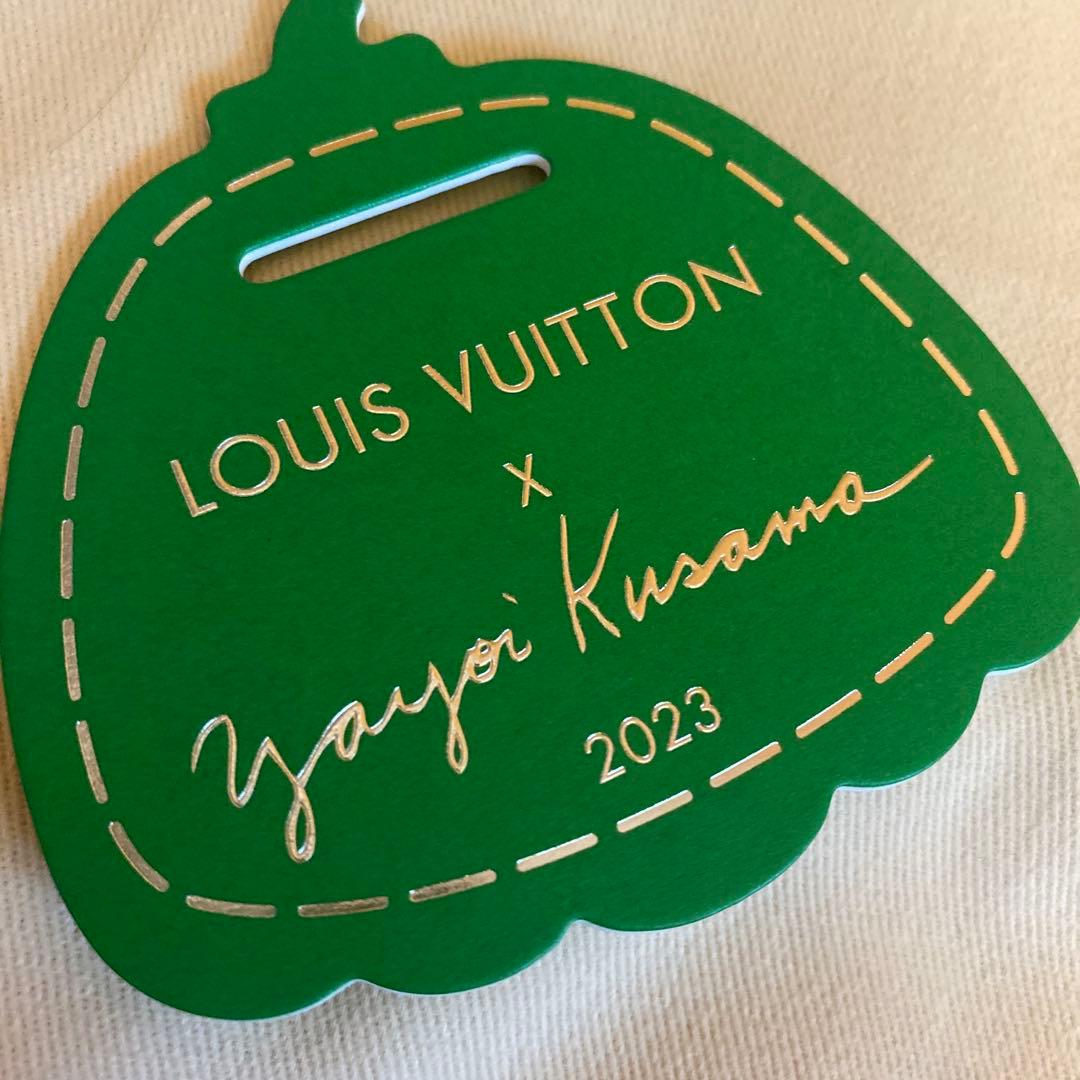 LOUIS VUITTON
x
Yayoi Kusama
2023